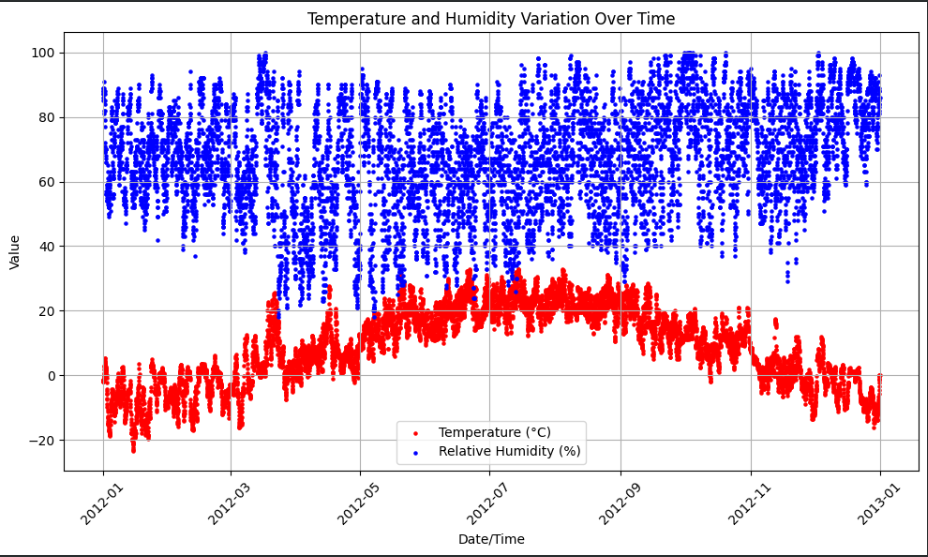 Temperature and Humidity Variation Over Time
Value
100
80
60
40
20
0
−20
Temperature (°C)
Relative Humidity (%)
2012-01
2012-03
2012-05
2012-07
2012-09
2012-11
2013-01
Date/Time